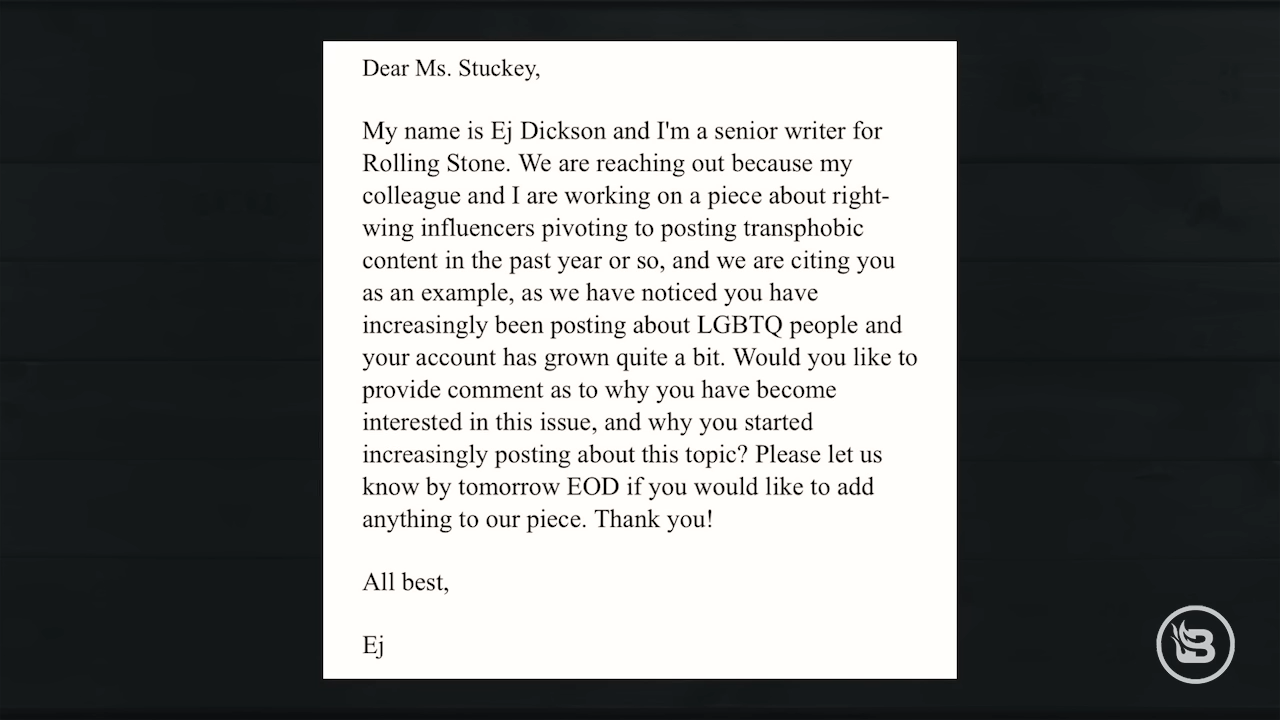 Dear Ms. Stuckey,
My name is Ej Dickson and I'm a senior writer for
Rolling Stone. We are reaching out because my
colleague and I are working on a piece about right-
wing influencers pivoting to posting transphobic
content in the past year or so, and we are citing you
as an example, as we have noticed you have
increasingly been posting about LGBTQ people and
your account has grown quite a bit. Would you like to
provide comment as to why you have become
interested in this issue, and why you started
increasingly posting about this topic? Please let us
know by tomorrow EOD if you would like to add
anything to our piece. Thank you!
All best,
Ej
B